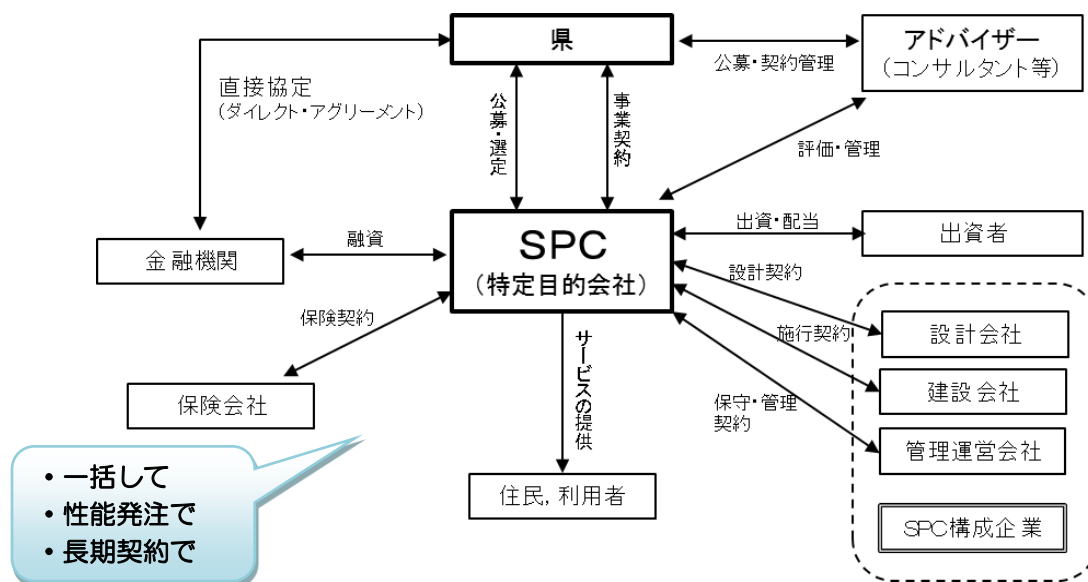 県
アドバイザー
(コンサルタント等)
公募・契約管理
直接協定
(ダイレクト・アグリーメント)
公募・選定
事業契約
評価・管理
SPC
(特定目的会社)
出資・配当
出資者
融資
金融機関
設計契約
保険契約
施行契約
設計会社
サービスの提供
保険会社
建設会社
保守・管理
契約
管理運営会社
・一括して
・性能発注で
・長期契約で
住民,利用者
SPC構成企業